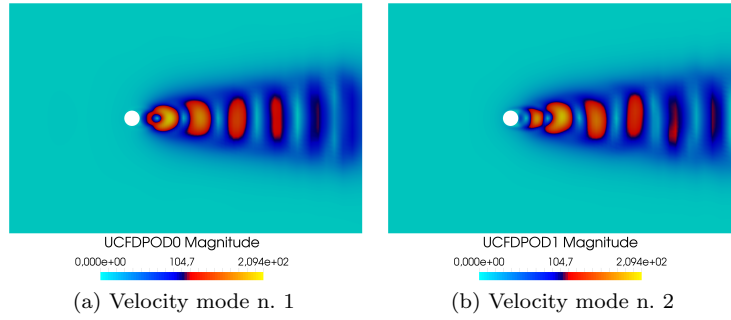 UCFDPOD0 Magnitude
0.000e+00 104,7 2.094e+02
(a) Velocity mode n. 1
UCFDPOD1 Magnitude
0.000e+00 104,7 2.094e+02
(b) Velocity mode n. 2